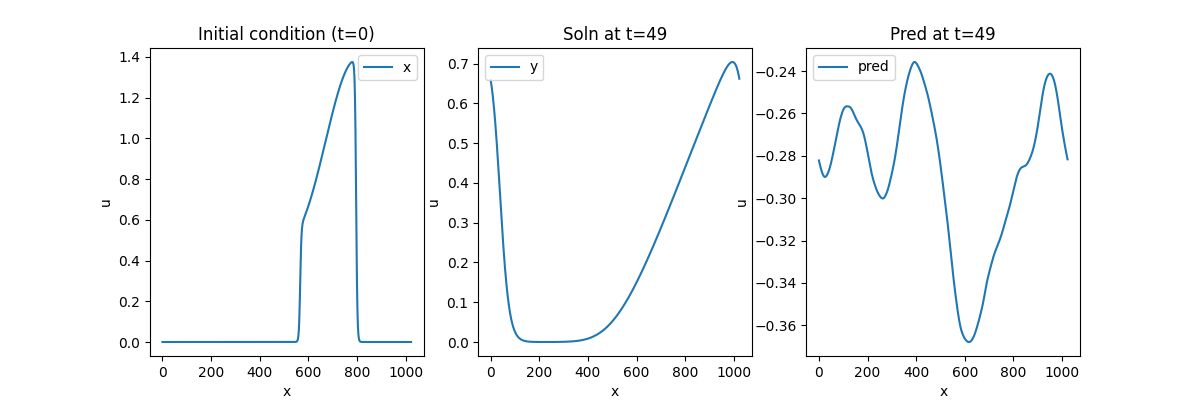 Initial condition (t=0)
x
1.4
1.2
1.0
0.8
0.6
0.4
0.2
0.0
u
0 200 400 600 800 1000
x
Soln at t=49
y
0.7
0.6
0.5
0.4
0.3
0.2
0.1
0.0
u
0 200 400 600 800 1000
x
Pred at t=49
pred
−0.24
−0.26
−0.28
−0.30
−0.32
−0.34
−0.36
u
0 200 400 600 800 1000
x